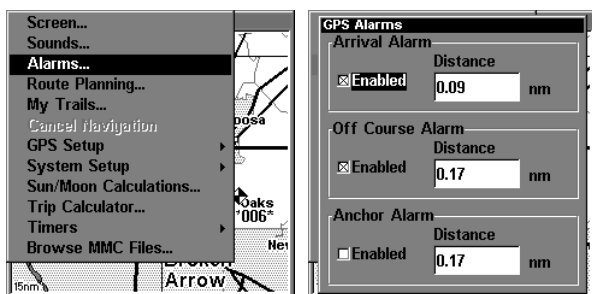 Screen...
Sounds...
Alarms...
Route Planning...
My Trails...
Cancel Navigation
GPS Setup
System Setup
Sun/Moon Calculations...
Trip Calculator...
Timers
Browse MMC Files...
posa
Oaks
"006"
Nev
15nm
Arrow
GPS Alarms
Arrival Alarm
Distance
Enabled
0.09 nm
Off Course Alarm
Distance
Enabled
0.17 nm
Anchor Alarm
Distance
Enabled
0.17 nm